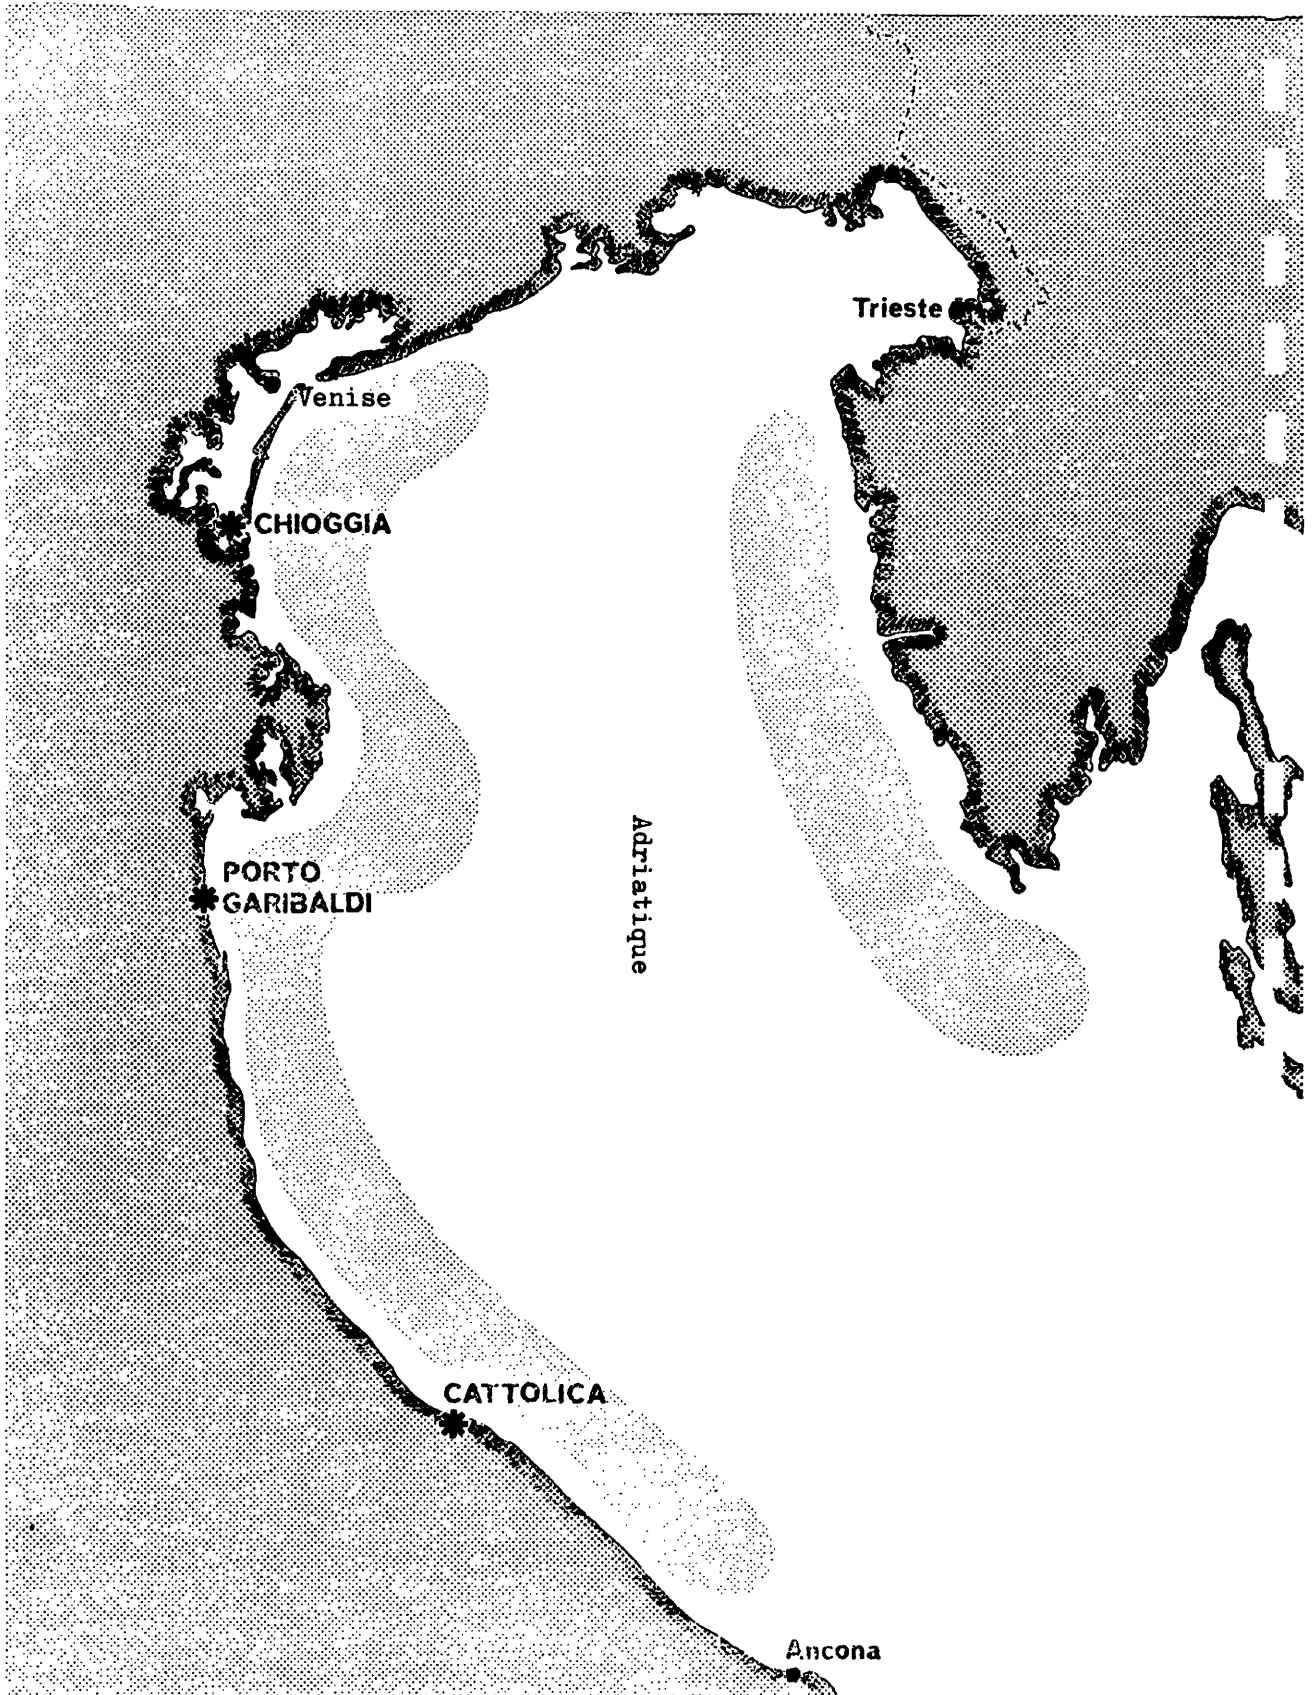 Trieste
Venise
CHIOGGIA
PORTO
GARIBALDI
Adriatique
CATTOLICA
Ancona